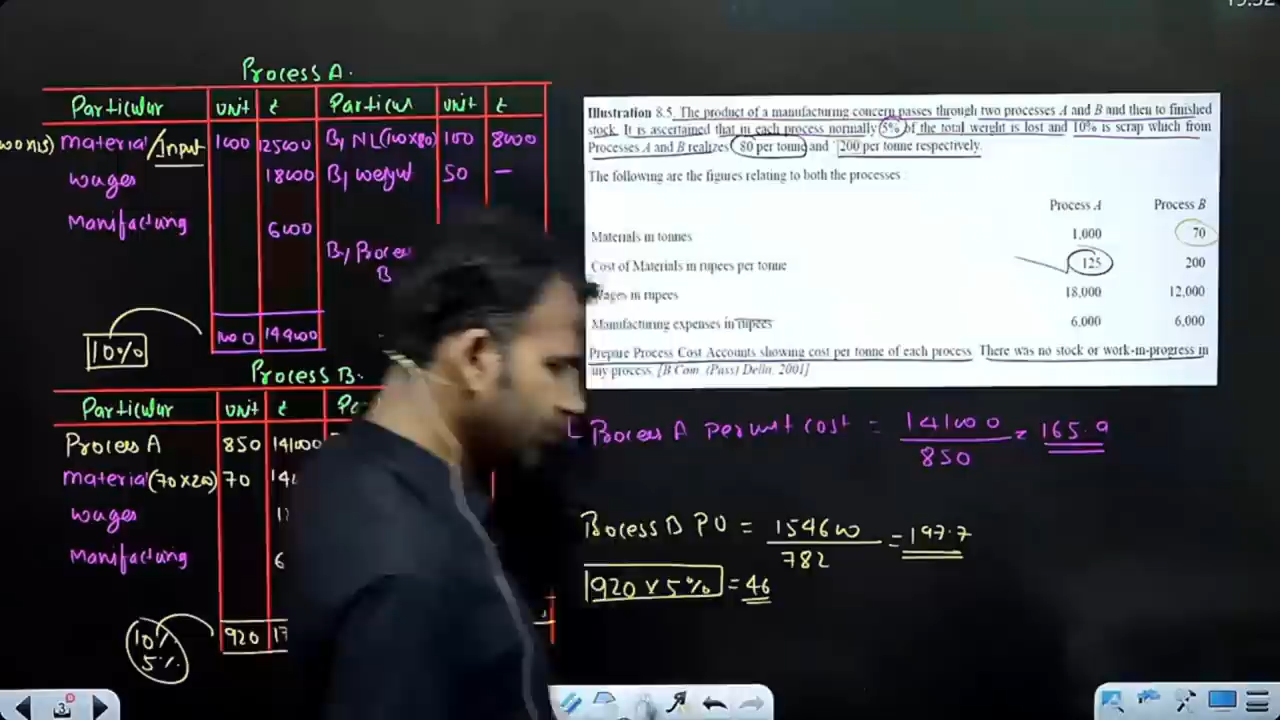 Process A.
Particular unit ₹ Particul unit ₹
00x125) material/Input 1000 125000 By NL(100x80) 100 8000
wages 18000 By weight 50 —
Manufacturing 6000
By Process
B
10% 1000 149000
Process B.
Particular unit ₹
Process A 850 141000
material (70x20) 70
wages
Manufacturing 6
10%
5%
920
Illustration 8.5. The product of a manufacturing concern passes through two processes A and B and then to finished
stock. It is ascertained that in each process normally 5% of the total weight is lost and 10% is scrap which from
Processes A and B realizes 80 per tonne and 200 per tonne respectively.
The following are the figures relating to both the processes
Process A Process B
Materials in tonnes 1,000 70
Cost of Materials in rupees per tonne 125 200
Wages in rupees 18,000 12,000
Manufacturing expenses in rupees 6,000 6,000
Prepare Process Cost Accounts showing cost per tonne of each process There was no stock or work-in-progress in
any process. [B Com. (Pass) Delhi, 2001]
Process A per unit cost = 141000 / 850 = 165.9
Process B PU = 154600 / 782 = 197.7
920 x 5% = 46
3